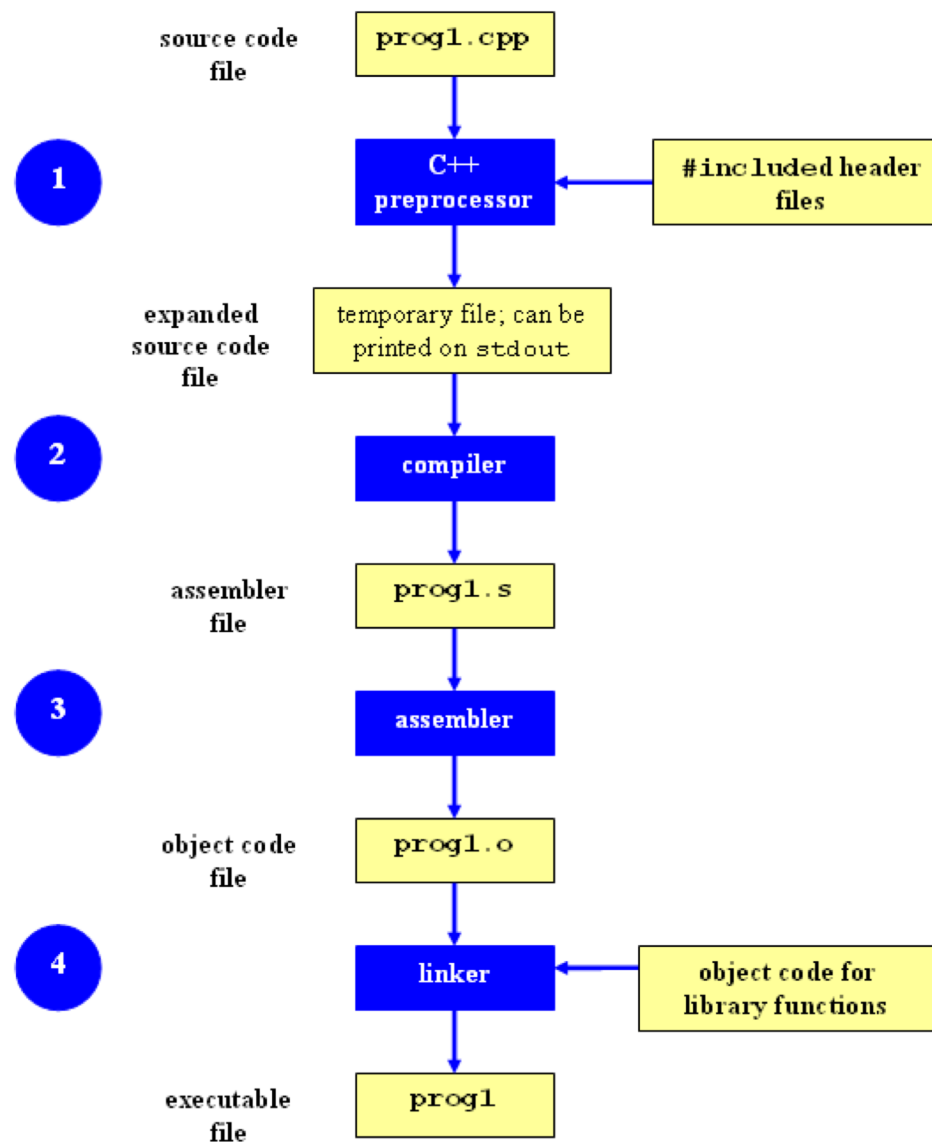 source code
file
prog1.cpp
1
C++
preprocessor
#included header
files
expanded
source code
file
temporary file; can be
printed on stdout
2
compiler
assembler
file
prog1.s
3
assembler
object code
file
prog1.o
4
linker
object code for
library functions
executable
file
prog1